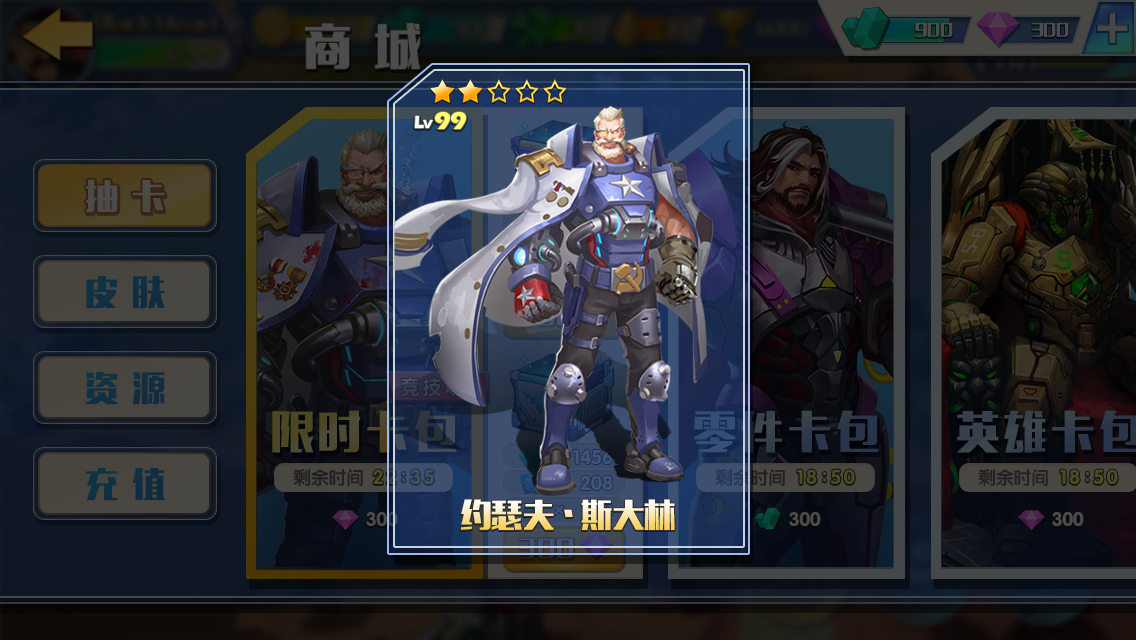 商城
900
300
Lv99
抽卡
皮肤
资源
充值
竞技
限时卡包
剩余时间
:35
300
1456
208
300
零件卡包
剩余时间 18:50
300
英雄卡包
剩余时间 18:50
300
约瑟夫·斯大林